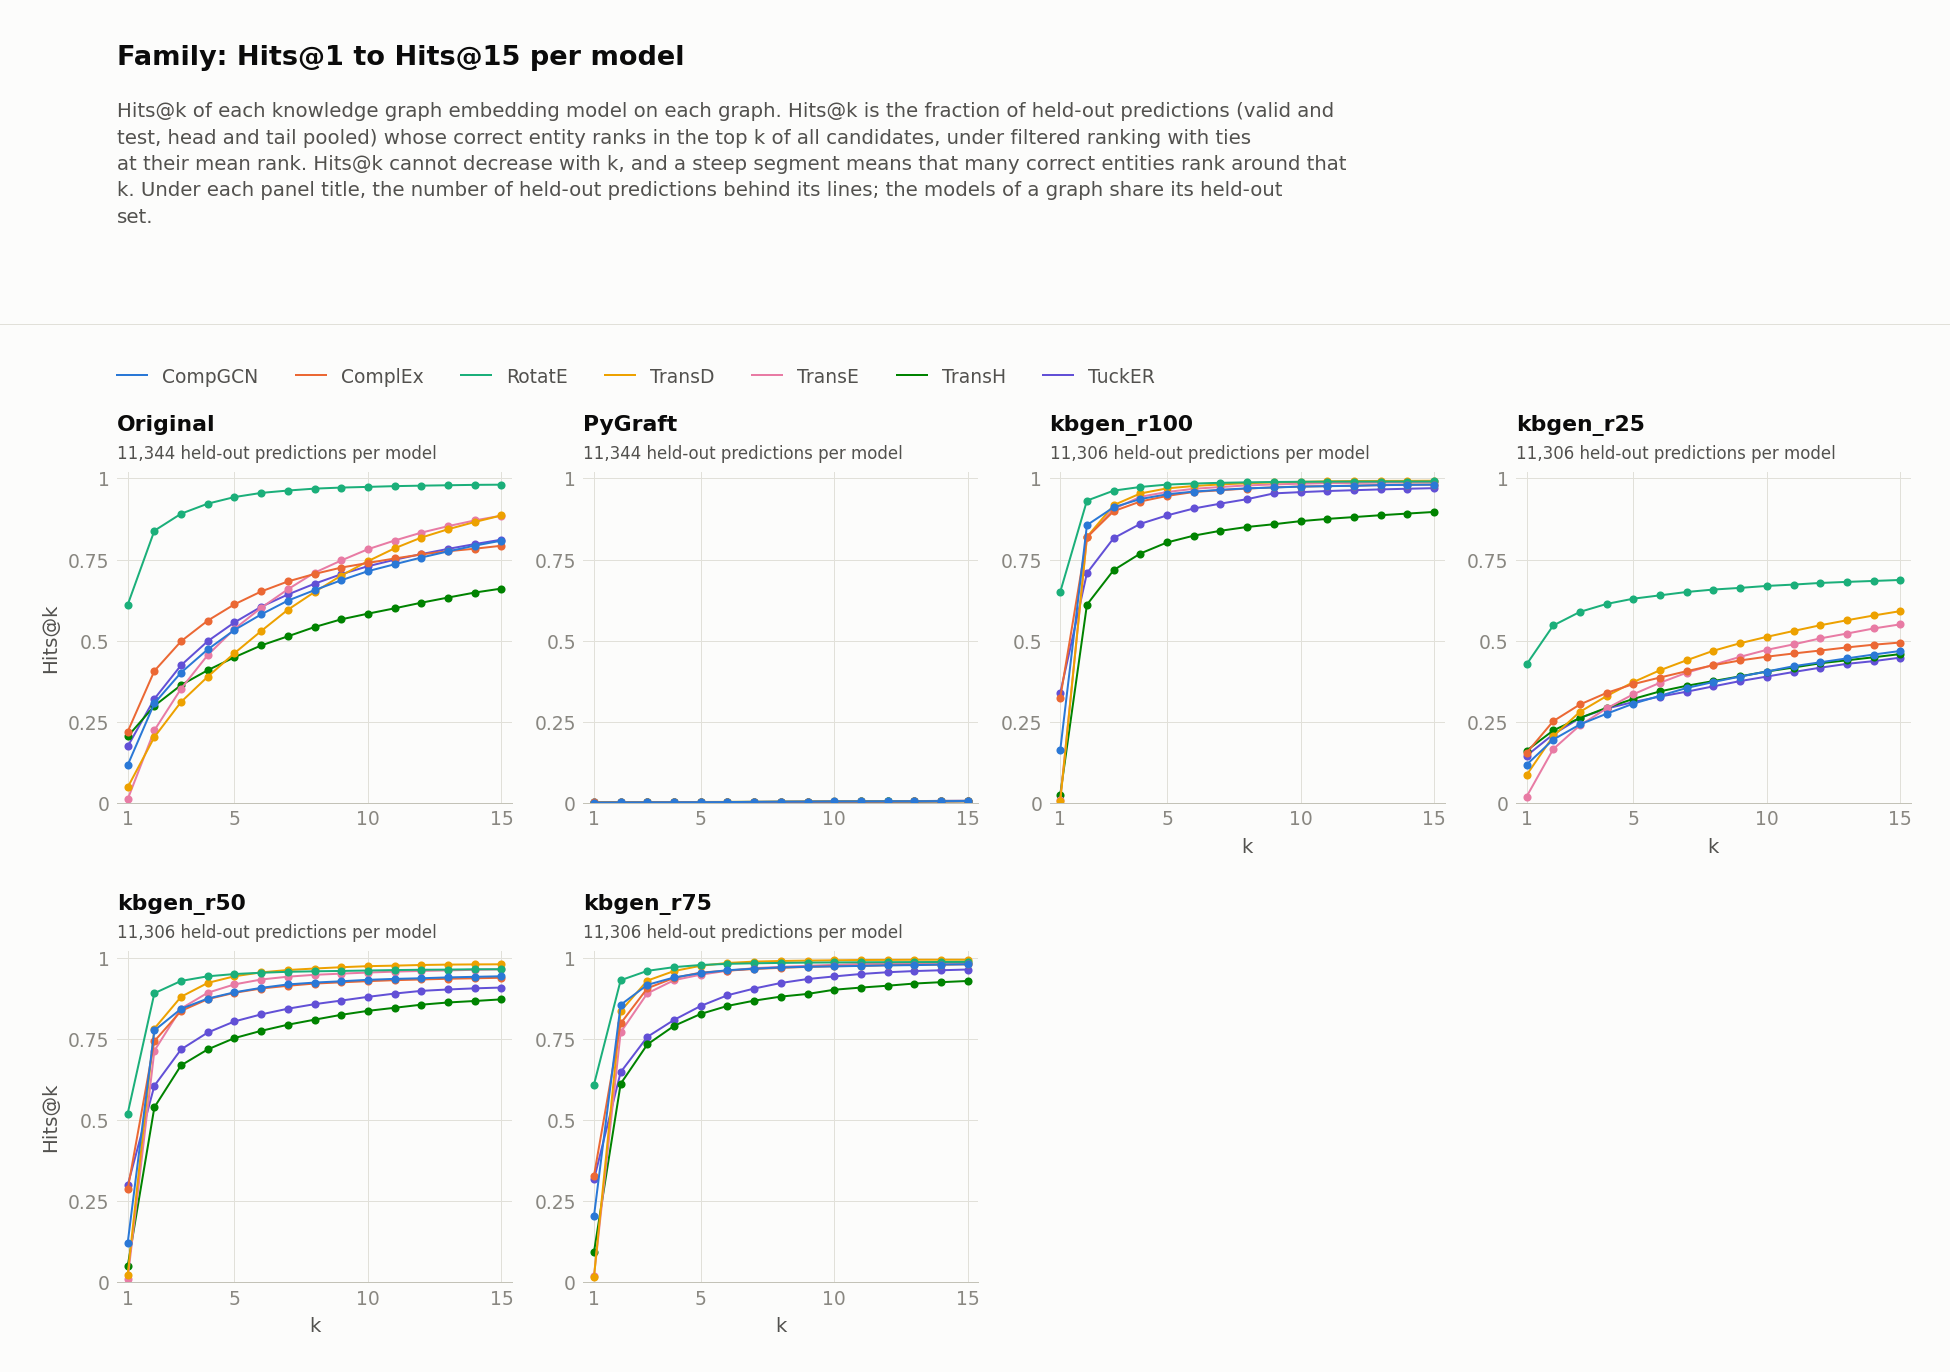 Family: Hits@1 to Hits@15 per model
Hits@k of each knowledge graph embedding model on each graph. Hits@k is the fraction of held-out predictions (valid and
test, head and tail pooled) whose correct entity ranks in the top k of all candidates, under filtered ranking with ties
at their mean rank. Hits@k cannot decrease with k, and a steep segment means that many correct entities rank around that
k. Under each panel title, the number of held-out predictions behind its lines; the models of a graph share its held-out
set.
CompGCN ComplEx RotatE TransD TransE TransH TuckER
Original
11,344 held-out predictions per model
1
0.75
0.5
0.25
0
Hits@k
1 5 10 15
PyGraft
11,344 held-out predictions per model
1
0.75
0.5
0.25
0
1 5 10 15
kbgen_r100
11,306 held-out predictions per model
1
0.75
0.5
0.25
0
1 5 10 15
k
kbgen_r25
11,306 held-out predictions per model
1
0.75
0.5
0.25
0
1 5 10 15
k
kbgen_r50
11,306 held-out predictions per model
1
0.75
0.5
0.25
0
Hits@k
1 5 10 15
k
kbgen_r75
11,306 held-out predictions per model
1
0.75
0.5
0.25
0
1 5 10 15
k